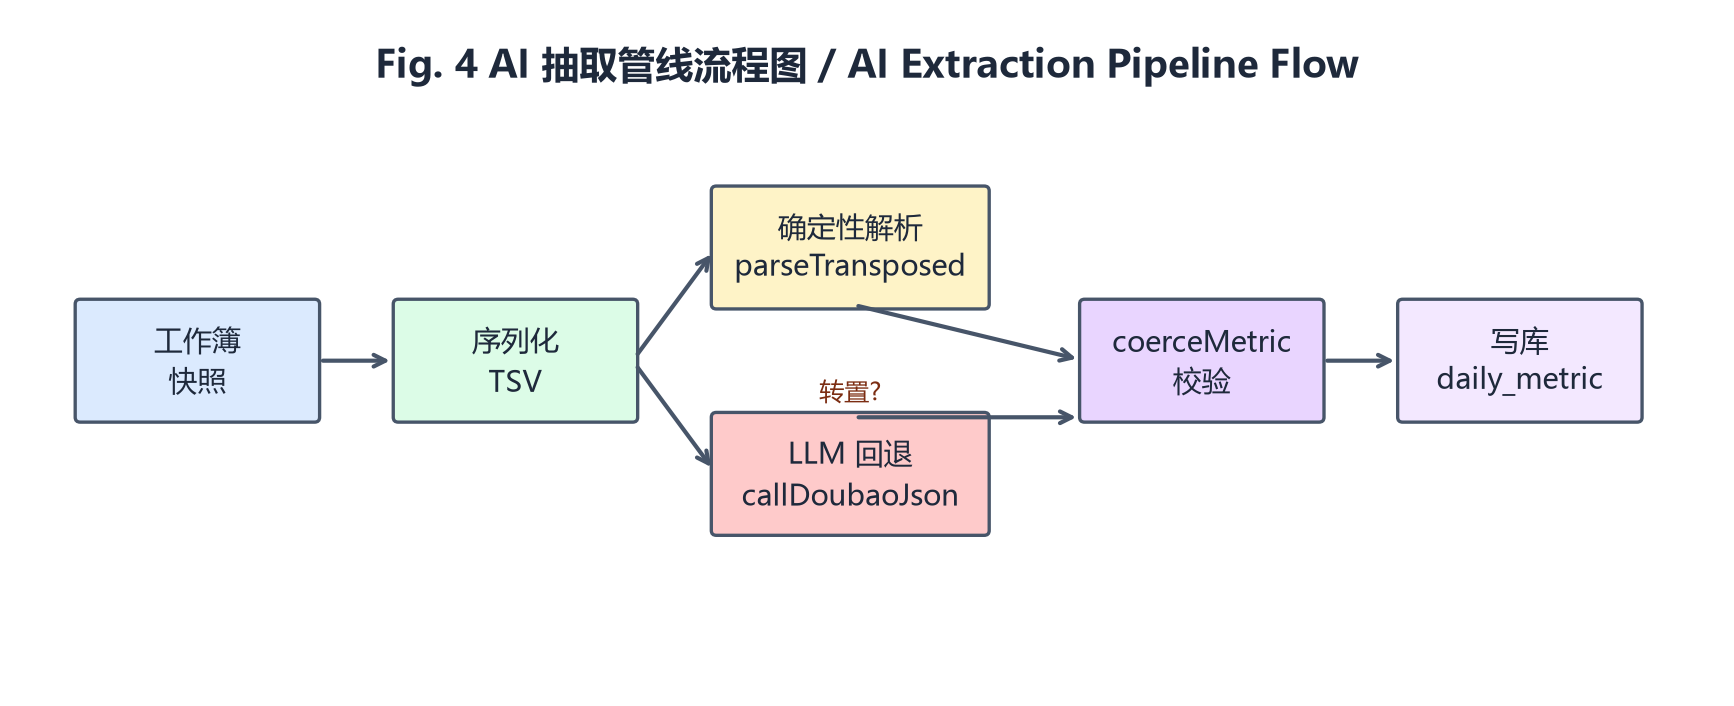 Fig. 4 AI 抽取管线流程图 / AI Extraction Pipeline Flow
工作簿
快照
序列化
TSV
确定性解析
parseTransposed
转置?
LLM 回退
callDoubaoJson
coerceMetric
校验
写库
daily_metric